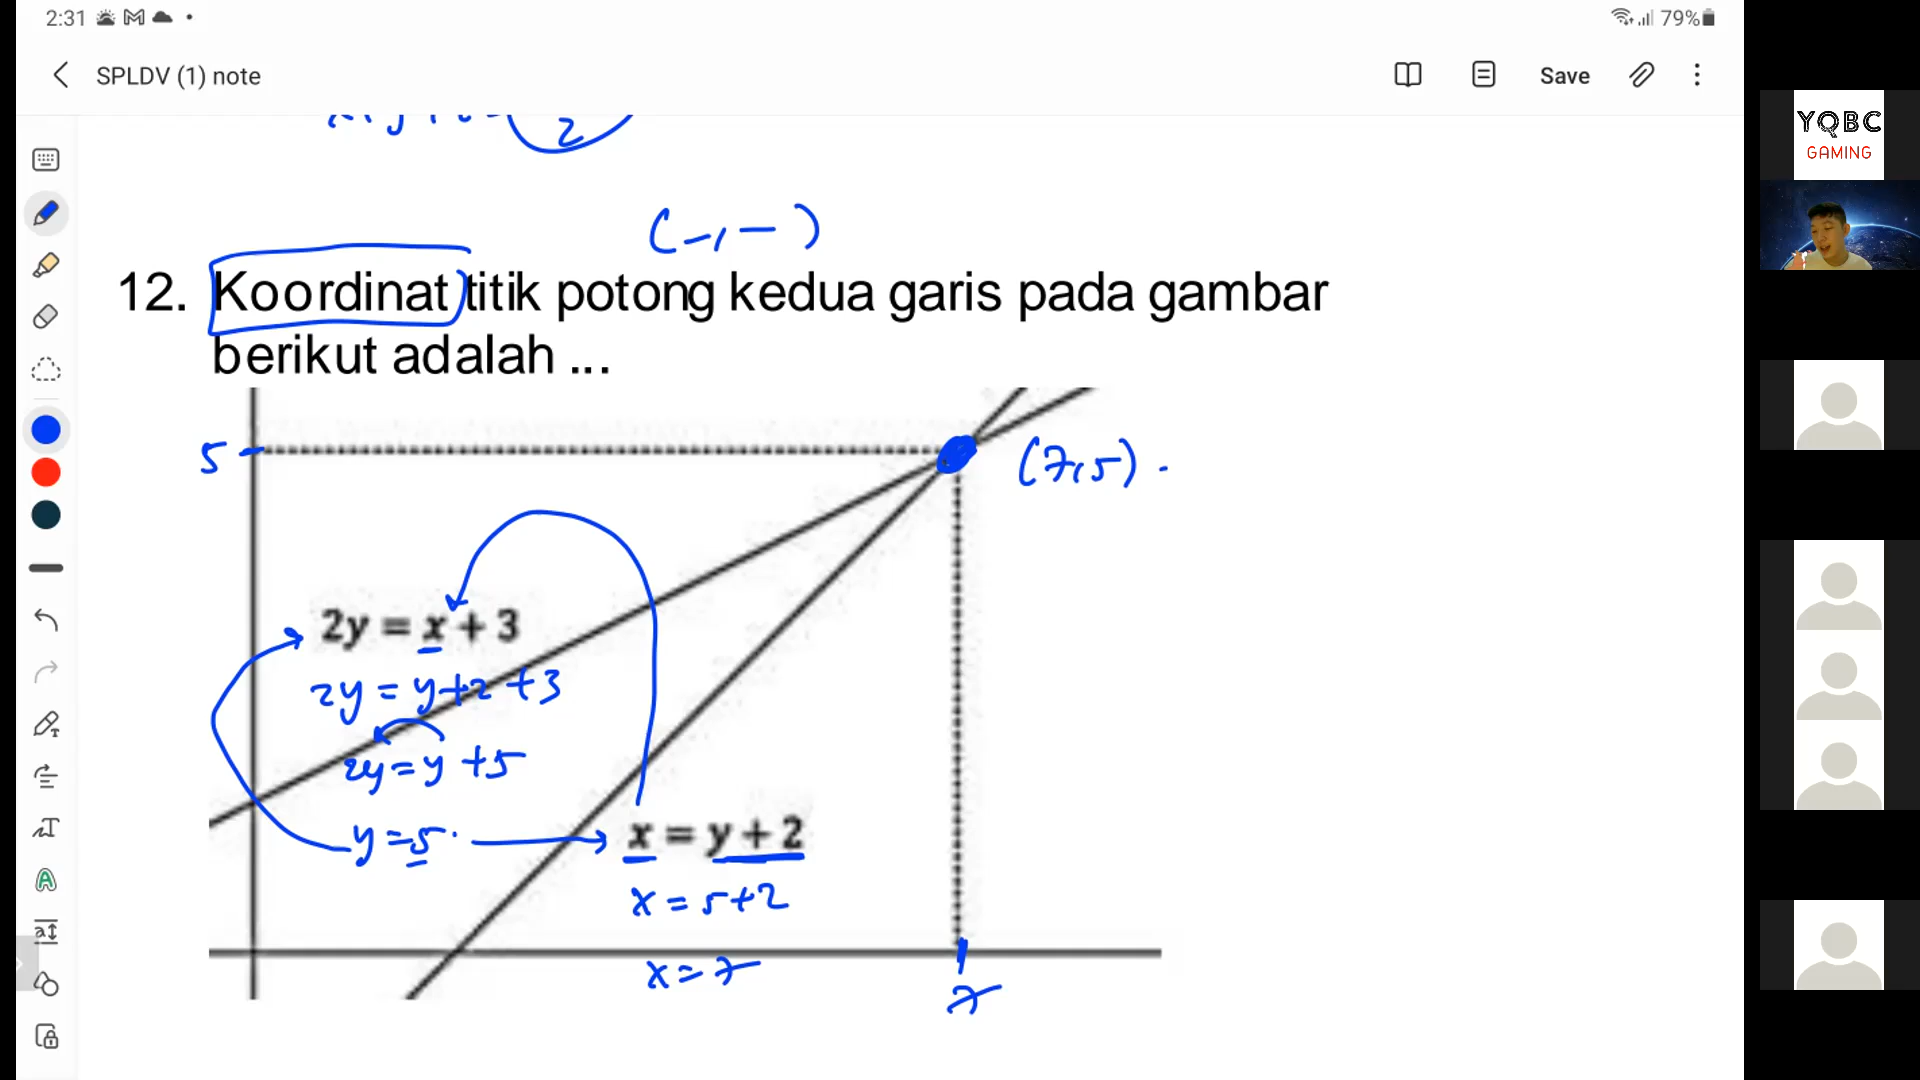 2:31
79%
SPLDV (1) note
Save
YQBC
GAMING
2
(-,-)
12. Koordinat titik potong kedua garis pada gambar
berikut adalah ...
5
(7,5).
2y = x + 3
2y = y+2 +3
2y = y +5
y = 5
x = y + 2
x = 5+2
x = 7
7